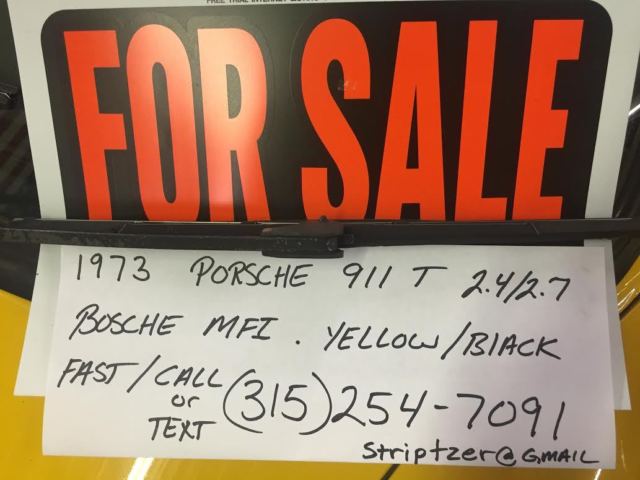 FOR SALE
1973 PORSCHE 911 T 2.4/2.7
BOSCHE MFI . YELLOW/BlACK
FAST/CALL or TEXT (315)254-7091
striptzer@GMAIL